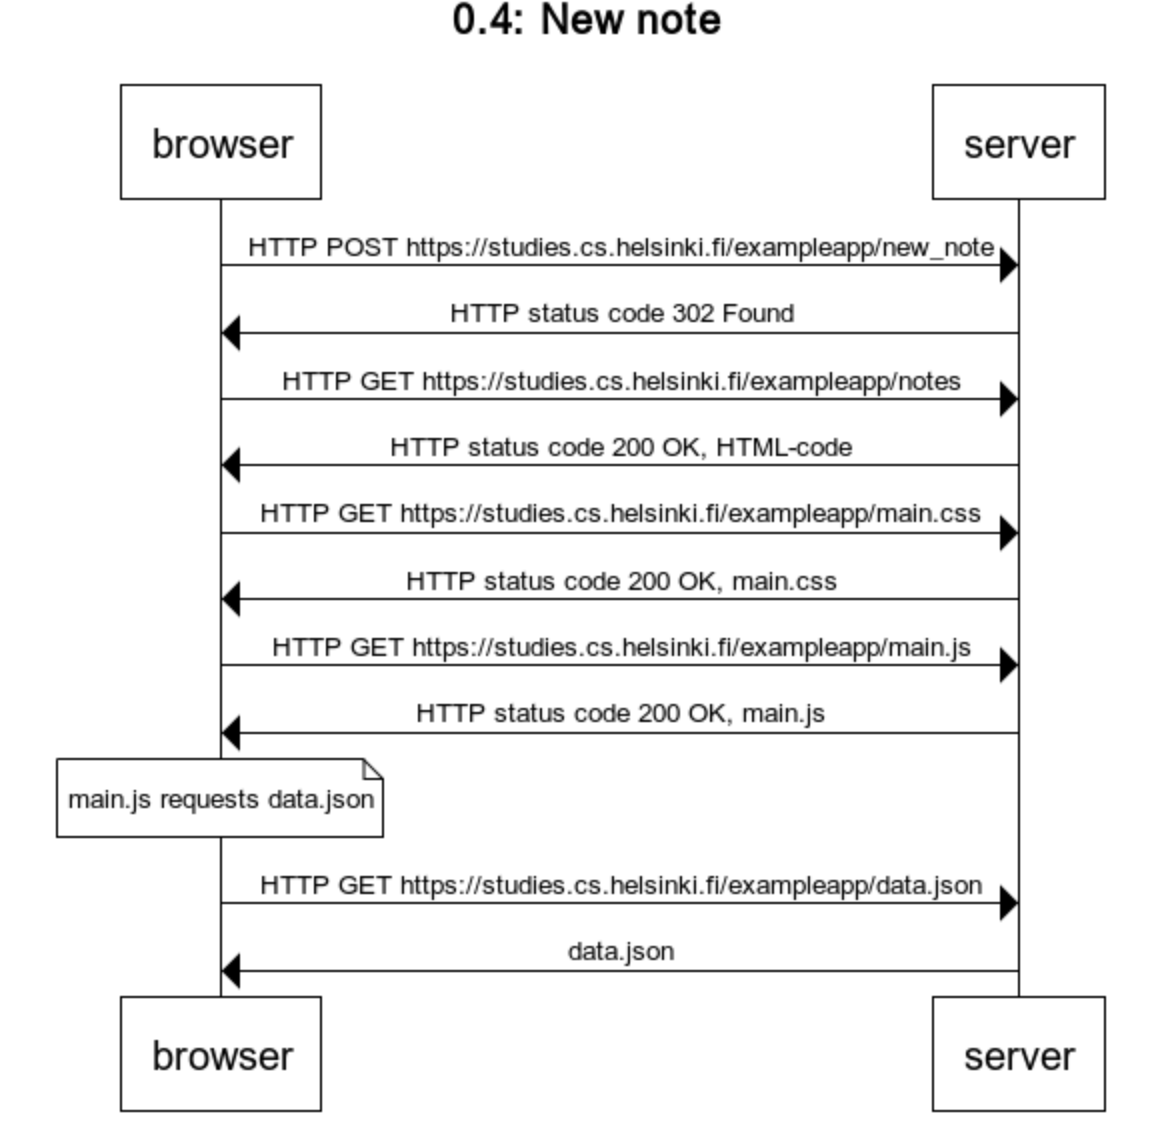 0.4: New note
browser
server
HTTP POST https://studies.cs.helsinki.fi/exampleapp/new_note
HTTP status code 302 Found
HTTP GET https://studies.cs.helsinki.fi/exampleapp/notes
HTTP status code 200 OK, HTML-code
HTTP GET https://studies.cs.helsinki.fi/exampleapp/main.css
HTTP status code 200 OK, main.css
HTTP GET https://studies.cs.helsinki.fi/exampleapp/main.js
HTTP status code 200 OK, main.js
main.js requests data.json
HTTP GET https://studies.cs.helsinki.fi/exampleapp/data.json
data.json
browser
server